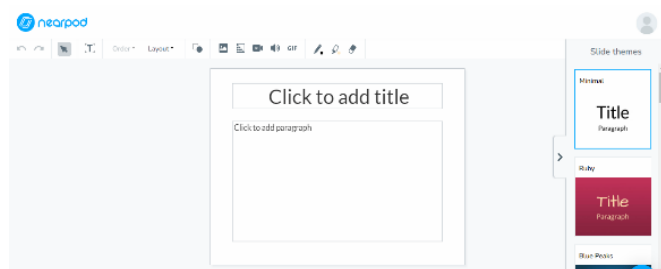 nearpod
Order Layout GIF Slide themes
Minimal
Title
Paragraph
Click to add title
Click to add paragraph
Ruby
Title
Paragraph
Blue Peaks